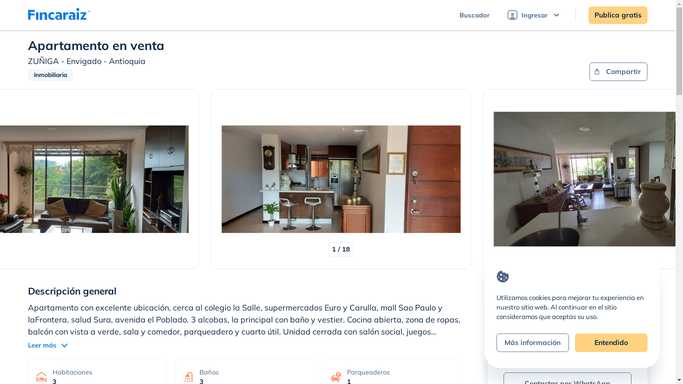 Fincaraiz
Buscador
Ingresar
Publica gratis
Apartamento en venta
ZUÑIGA - Envigado - Antioquia
Inmobiliaria
Compartir
1 / 18
Descripción general
Apartamento con excelente ubicación, cerca al colegio la Salle, supermercados Euro y Carulla, mall Sao Paulo y
laFrontera, salud Sura, avenida el Poblado. 3 alcobas, la principal con baño y vestier. Cocina abierta, zona de ropas,
balcón con vista a verde, sala y comedor, parqueadero y cuarto útil. Unidad cerrada con salón social, juegos...
Leer más
Habitaciones
3
Baños
3
Parqueaderos
1
Utilizamos cookies para mejorar tu experiencia en
nuestro sitio web. Al continuar en el sitio
consideramos que aceptas su uso.
Más información
Entendido
Contactar por WhatsApp